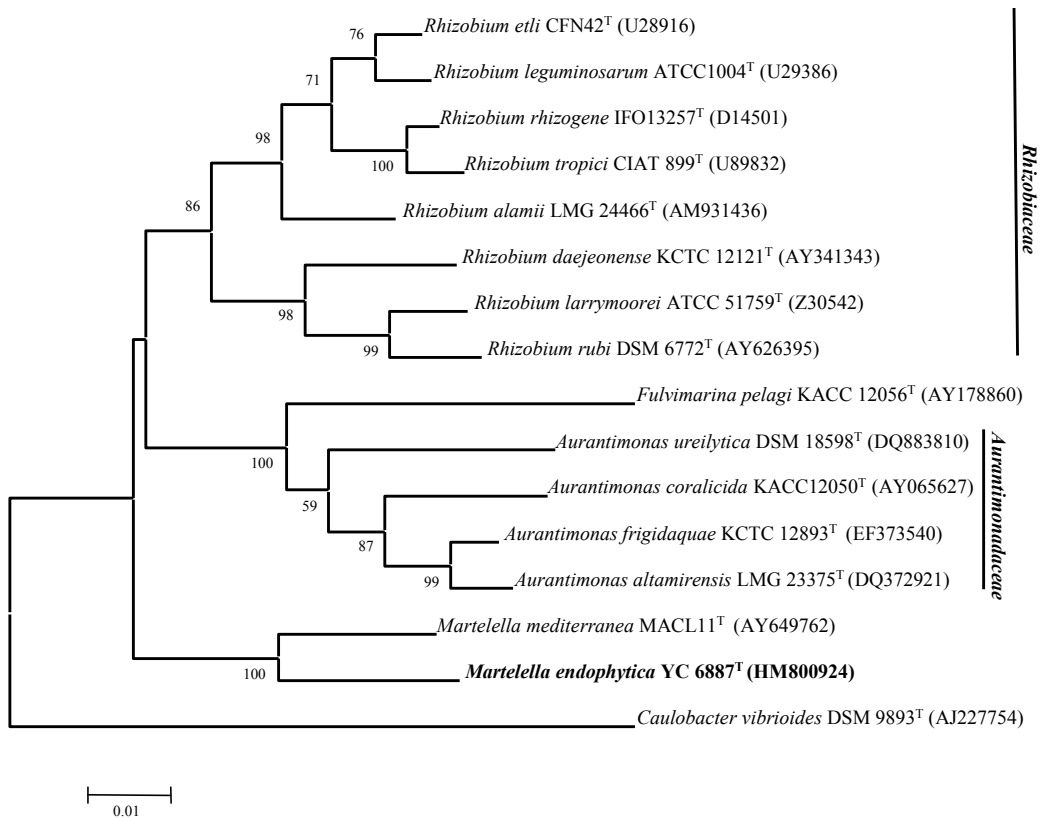 76
Rhizobium etli CFN42ᵀ (U28916)
Rhizobium leguminosarum ATCC1004ᵀ (U29386)
71
Rhizobium rhizogene IFO13257ᵀ (D14501)
98
100
Rhizobium tropici CIAT 899ᵀ (U89832)
86
Rhizobium alamii LMG 24466ᵀ (AM931436)
Rhizobium daejeonense KCTC 12121ᵀ (AY341343)
98
Rhizobium larrymoorei ATCC 51759ᵀ (Z30542)
99
Rhizobium rubi DSM 6772ᵀ (AY626395)
Rhizobiaceae
Fulvimarina pelagi KACC 12056ᵀ (AY178860)
100
Aurantimonas ureilytica DSM 18598ᵀ (DQ883810)
59
Aurantimonas coralicida KACC12050ᵀ (AY065627)
87
Aurantimonas frigidaquae KCTC 12893ᵀ (EF373540)
99
Aurantimonas altamirensis LMG 23375ᵀ (DQ372921)
Aurantimonadaceae
Martelella mediterranea MACL11ᵀ (AY649762)
100
Martelella endophytica YC 6887ᵀ (HM800924)
Caulobacter vibrioides DSM 9893ᵀ (AJ227754)
0.01